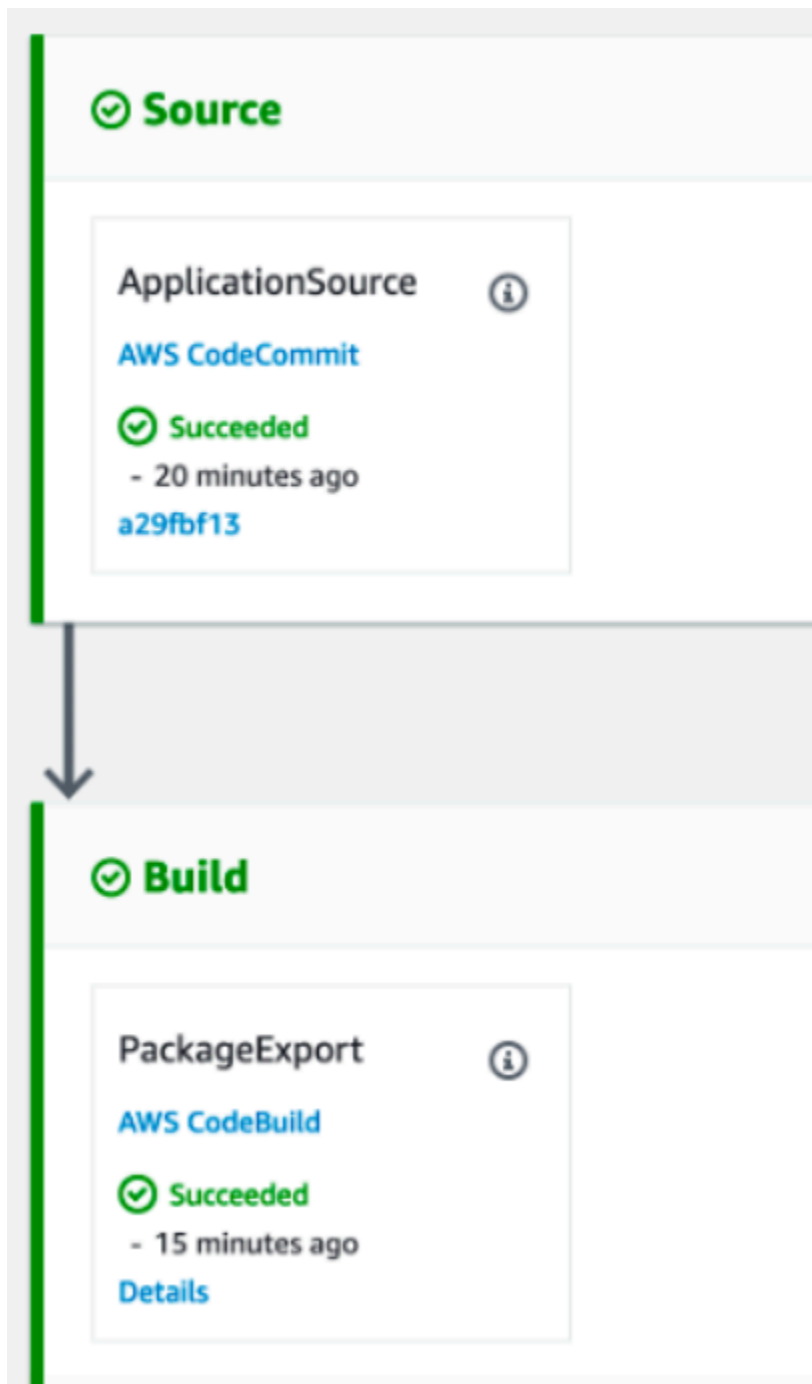 Source
ApplicationSource
AWS CodeCommit
Succeeded
- 20 minutes ago
a29fbf13
Build
PackageExport
AWS CodeBuild
Succeeded
- 15 minutes ago
Details